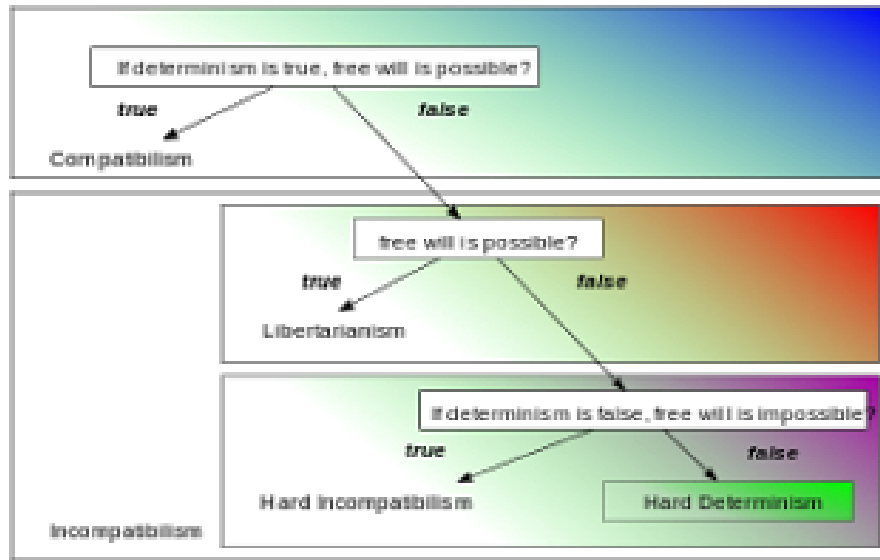 If determinism is true, free will is possible?
true
false
Compatibilism
free will is possible?
true
false
Libertarianism
If determinism is false, free will is impossible?
true
false
Hard Incompatibilism
Hard Determinism
Incompatibilism